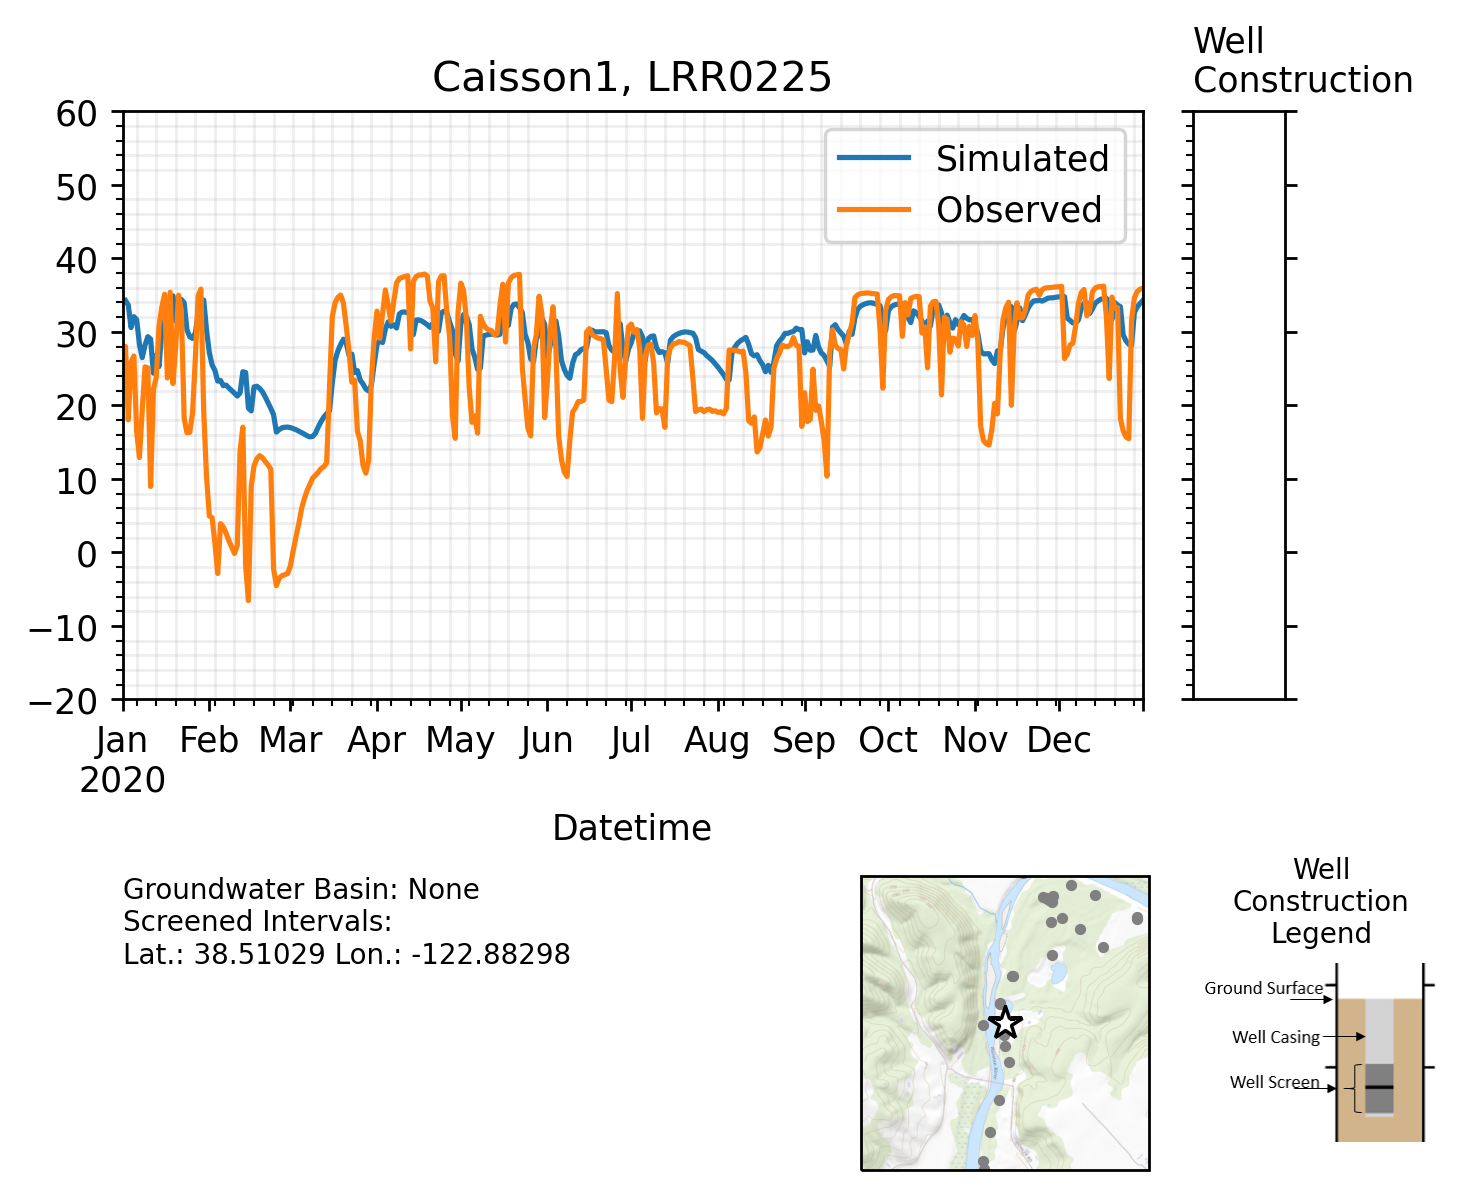 Caisson1, LRR0225
Well
Construction
60
50
40
30
20
10
0
−10
−20
Simulated
Observed
Jan Feb Mar Apr May Jun Jul Aug Sep Oct Nov Dec
2020
Datetime
Groundwater Basin: None
Screened Intervals:
Lat.: 38.51029 Lon.: -122.88298
Well
Construction
Legend
Ground Surface
Well Casing
Well Screen